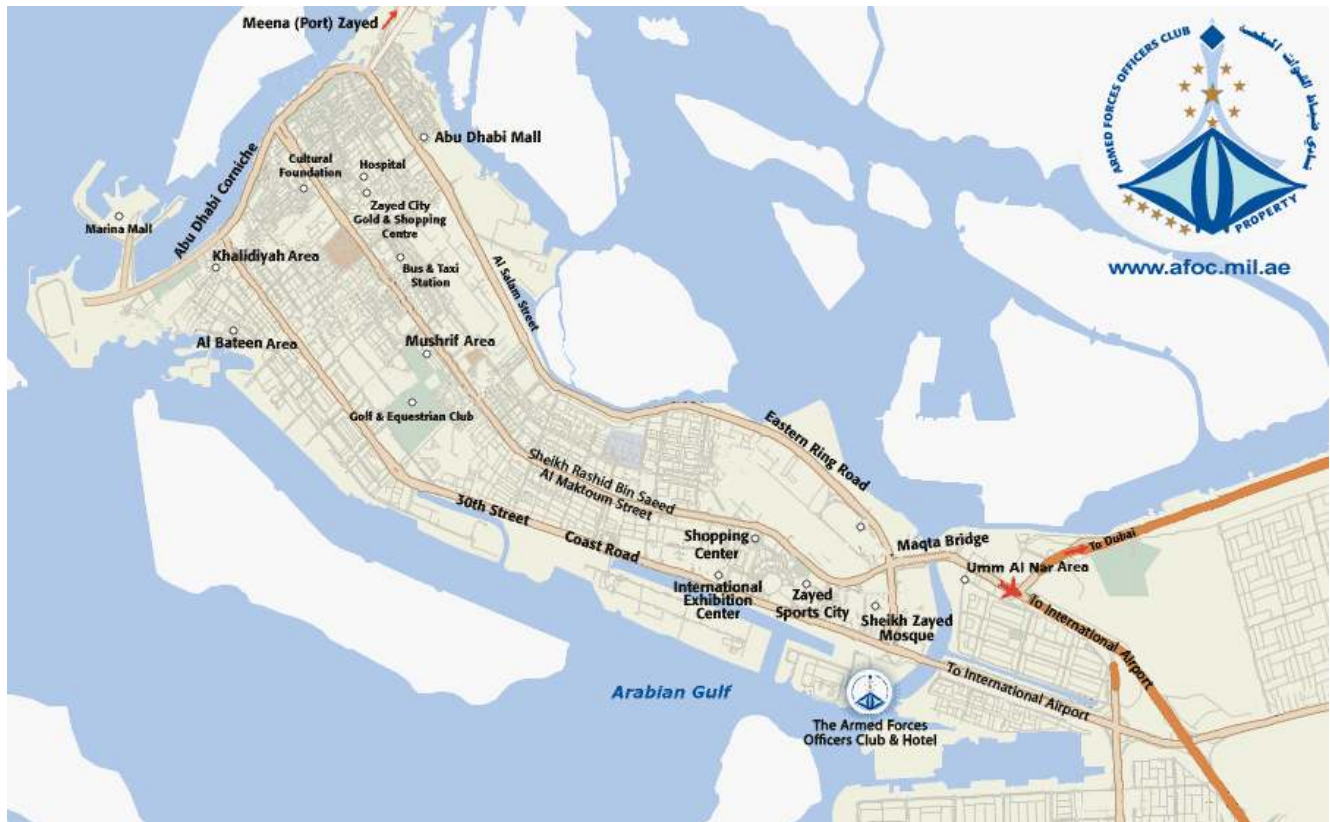 Meena (Port) Zayed
ARMED FORCES OFFICERS CLUB
نادي ضباط القوات المسلحة
PROPERTY
www.afoc.mil.ae
Abu Dhabi Mall
Cultural
Foundation
Hospital
Zayed City
Gold & Shopping
Centre
Abu Dhabi Corniche
Marina Mall
Khalidiyah Area
Bus & Taxi
Station
Al Salam Street
Al Bateen Area
Mushrif Area
Golf & Equestrian Club
Eastern Ring Road
Sheikh Rashid Bin Saeed
Al Maktoum Street
30th Street
Coast Road
Shopping
Center
Maqta Bridge
To Dubai
Umm Al Nar Area
International
Exhibition
Center
Zayed
Sports City
Sheikh Zayed
Mosque
To International Airport
To International Airport
Arabian Gulf
The Armed Forces
Officers Club & Hotel